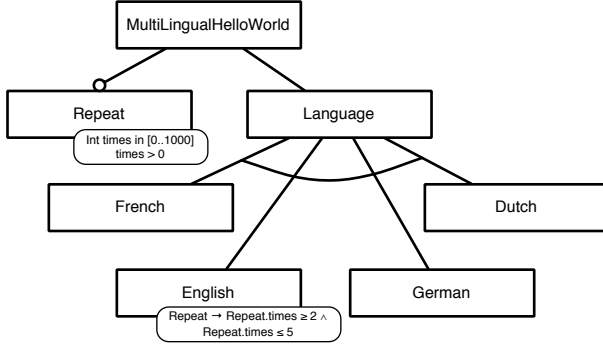 MultiLingualHelloWorld
Repeat
Language
Int times in [0..1000]
times > 0
French
Dutch
English
German
Repeat → Repeat.times ≥ 2 ∧
Repeat.times ≤ 5